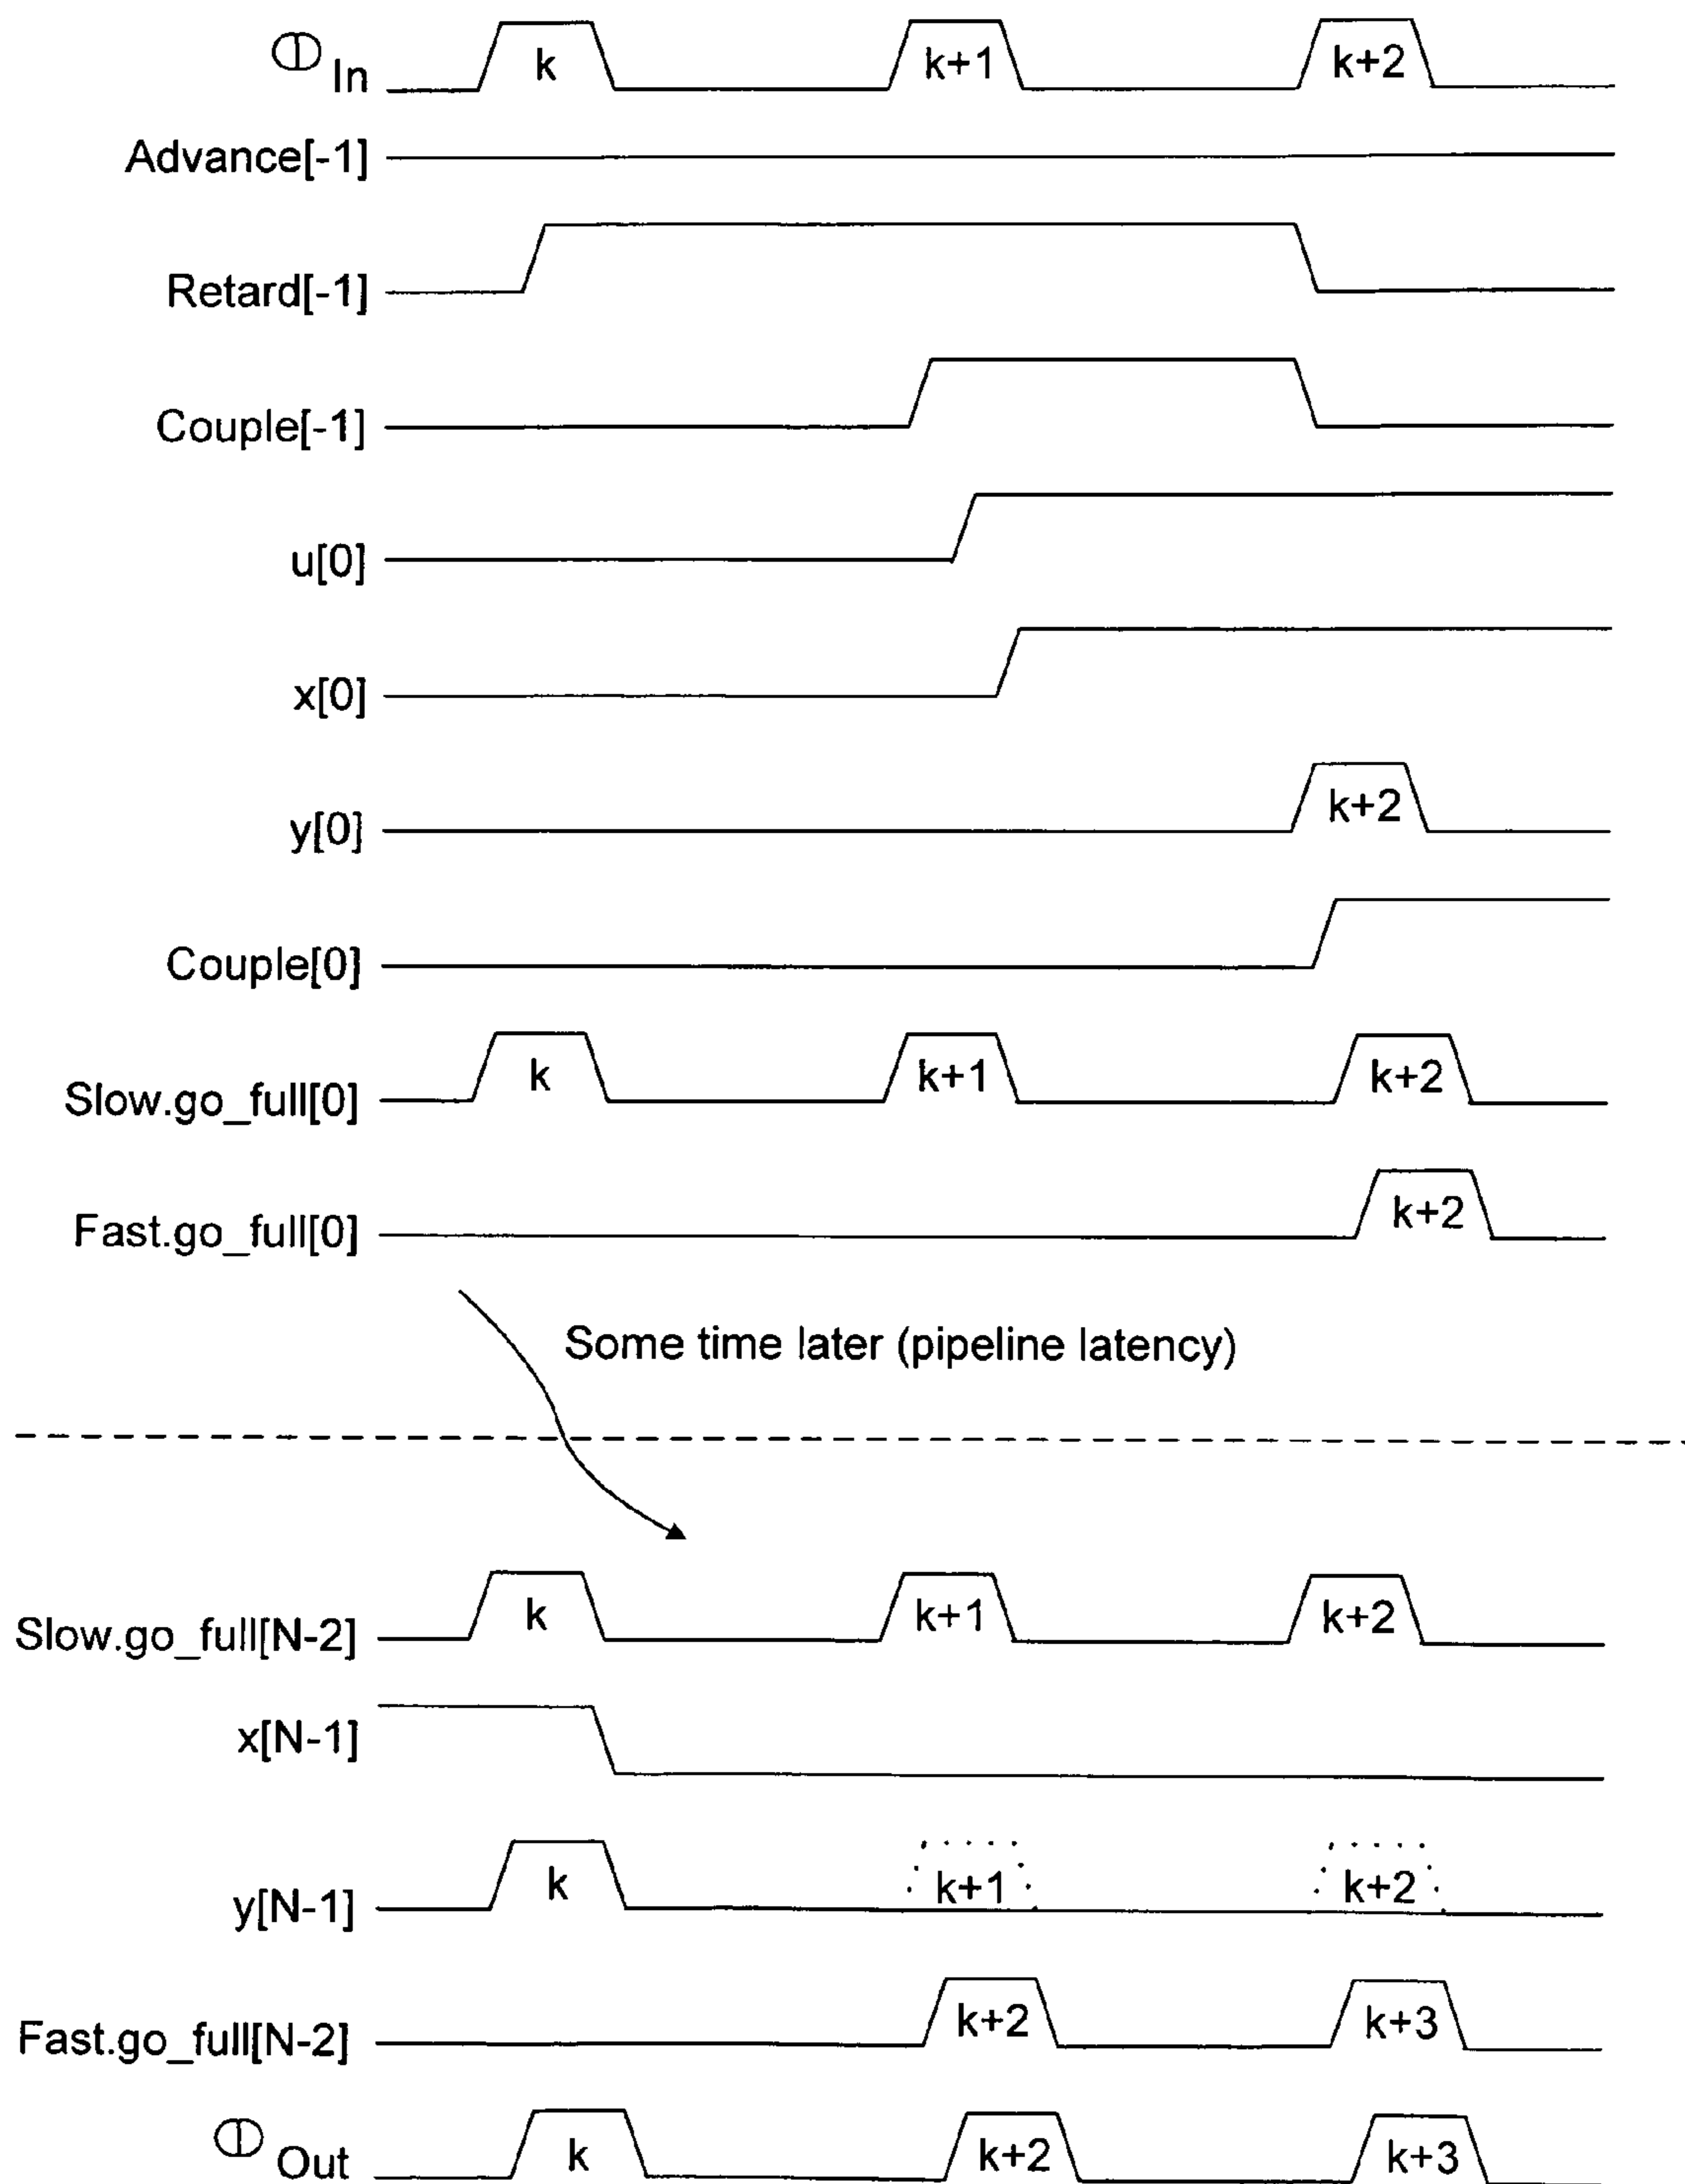 Φ In k k+1 k+2
Advance[-1]
Retard[-1]
Couple[-1]
u[0]
x[0]
y[0] k+2
Couple[0]
Slow.go_full[0] k k+1 k+2
Fast.go_full[0] k+2
Some time later (pipeline latency)
Slow.go_full[N-2] k k+1 k+2
x[N-1]
y[N-1] k k+1 k+2
Fast.go_full[N-2] k+2 k+3
Φ Out k k+2 k+3